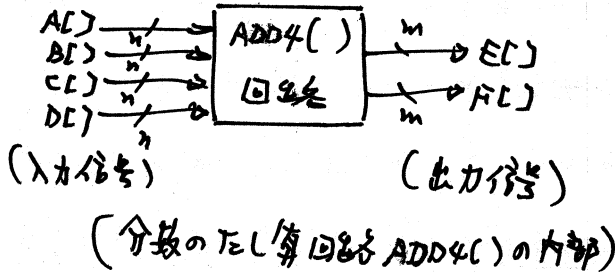 A[] n
B[] n
C[] n
D[] n
ADD4()
回路
m E[]
m F[]
(入力信号)
(出力信号)
(分数のたし算回路ADD4()の内部)